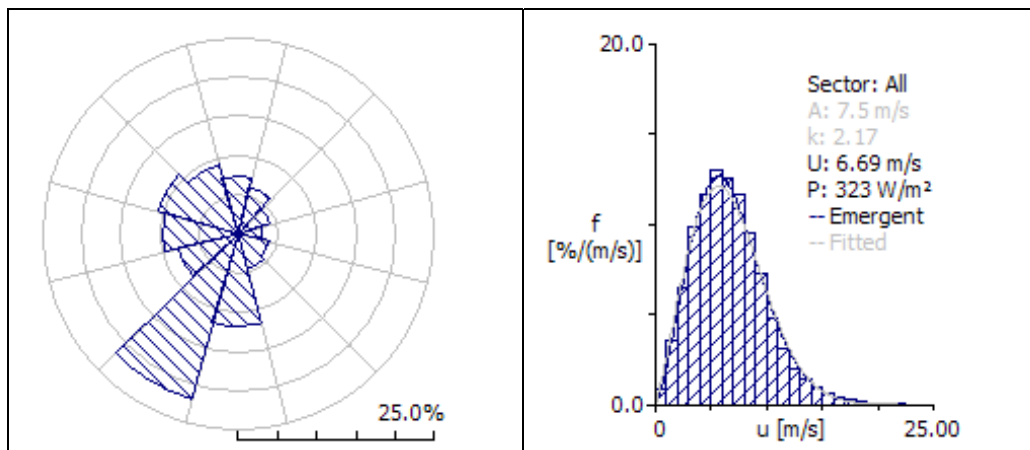 25.0%
20.0
Sector: All
A: 7.5 m/s
k: 2.17
U: 6.69 m/s
P: 323 W/m²
-- Emergent
-- Fitted
f
[%/(m/s)]
0.0
0
u [m/s]
25.00